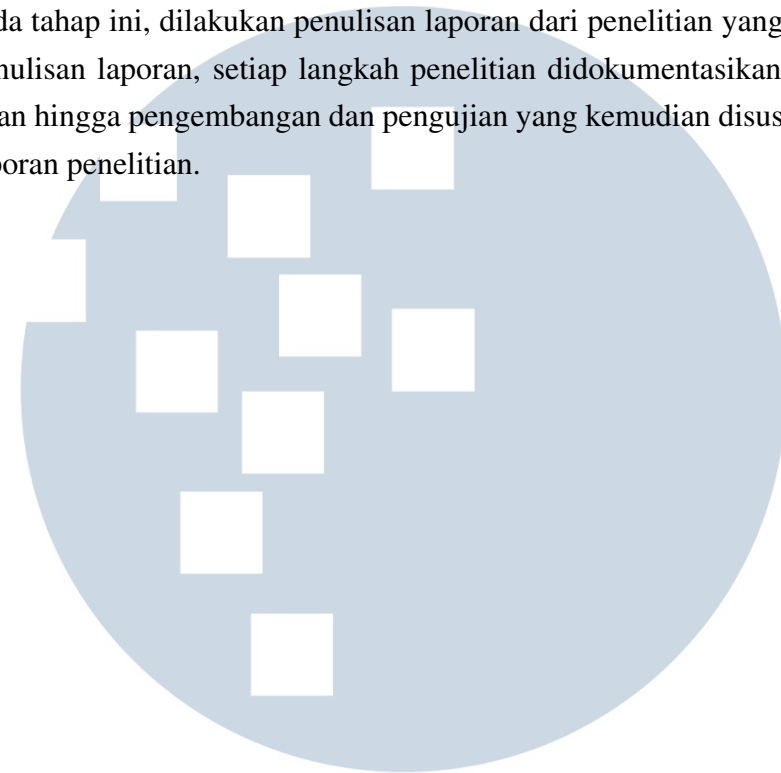 da tahap ini, dilakukan penulisan laporan dari penelitian yang
nulisan laporan, setiap langkah penelitian didokumentasikan
an hingga pengembangan dan pengujian yang kemudian disus
poran penelitian.